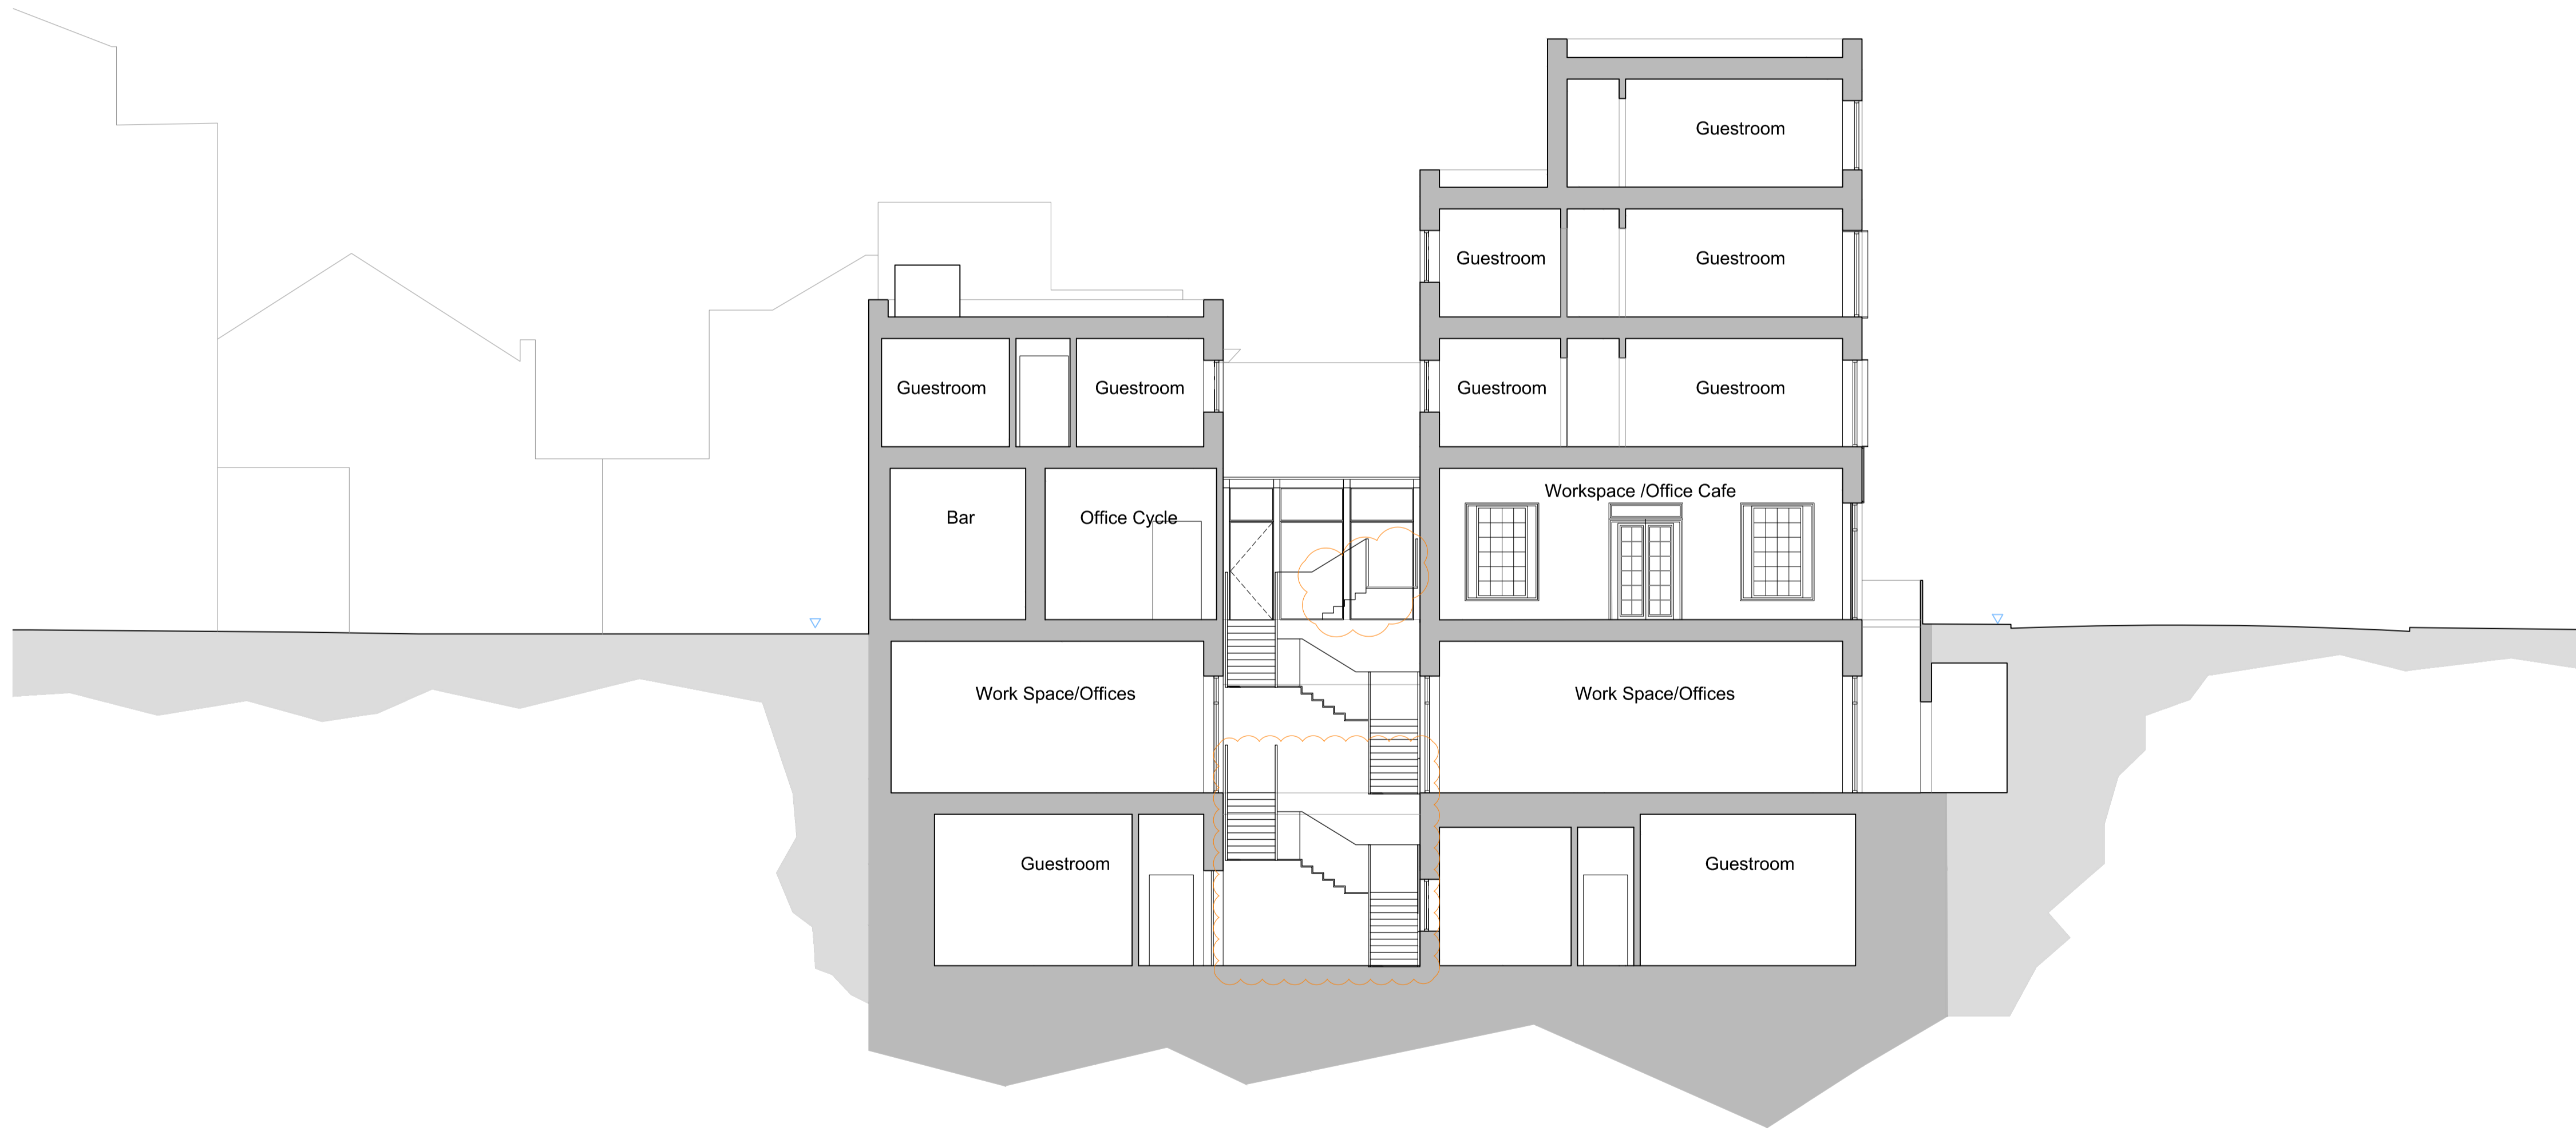 Guestroom
Guestroom
Guestroom
Guestroom
Guestroom
Guestroom
Guestroom
Workspace /Office Cafe
Bar
Office Cycle
Work Space/Offices
Work Space/Offices
Guestroom
Guestroom